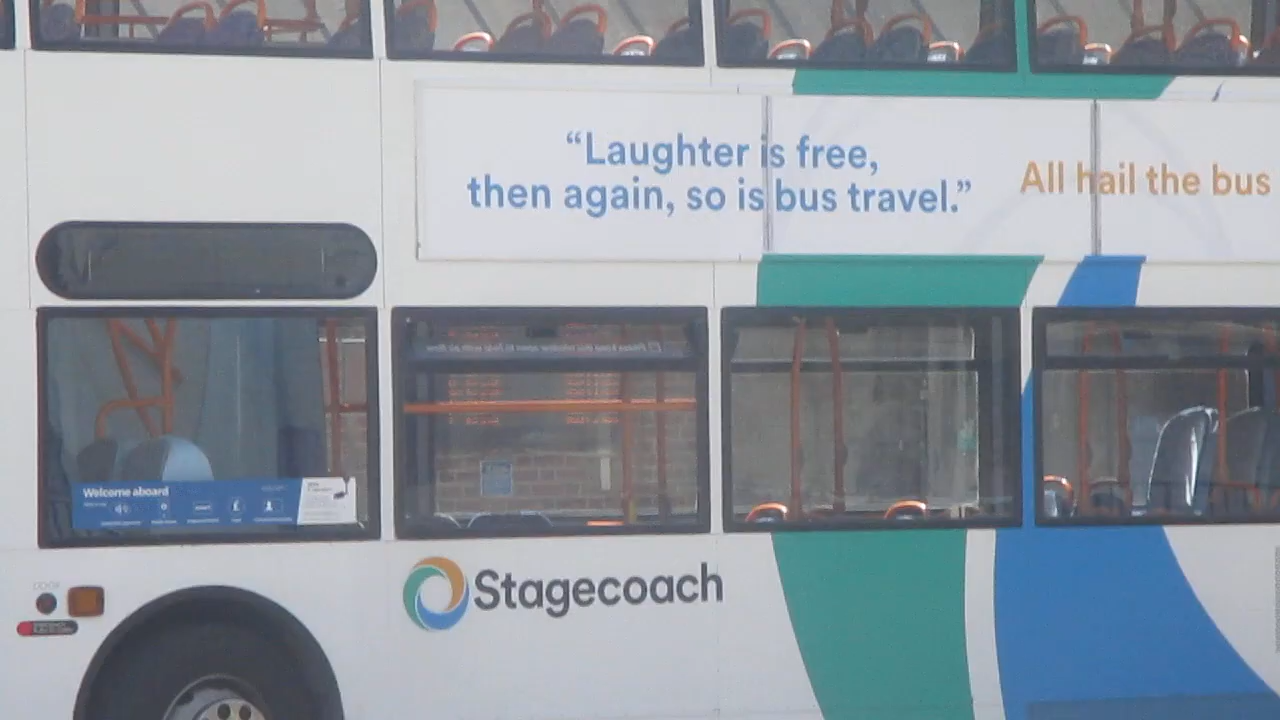 “Laughter is free,
then again, so is bus travel.”
All hail the bus
Welcome aboard
Stagecoach